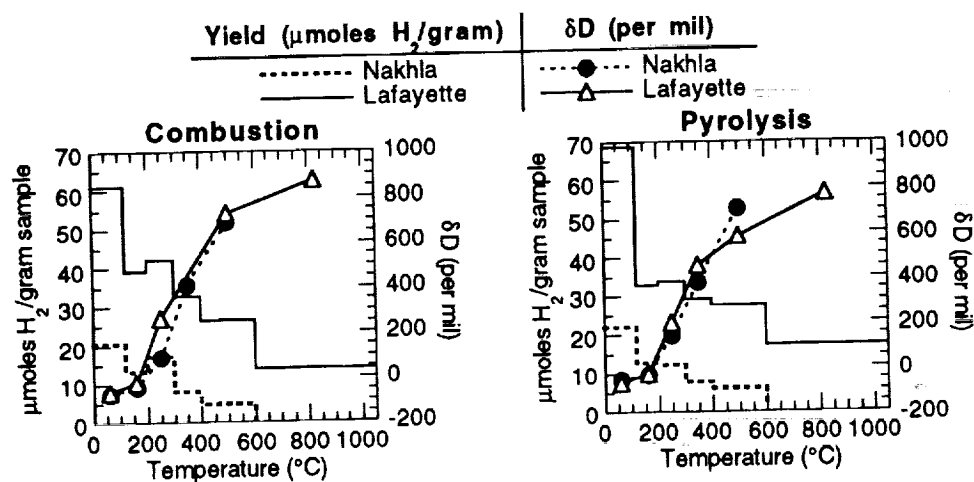 Yield (μmoles H2/gram) δD (per mil)
Nakhla Nakhla
Lafayette Lafayette
Combustion Pyrolysis
70 1000
60 800
50 600
40 400
30 200
20 0
10 -200
0
0 200 400 600 800 1000
Temperature (°C)
μmoles H2/gram sample
δD (per mil)
70 1000
60 800
50 600
40 400
30 200
20 0
10 -200
0
0 200 400 600 800 1000
Temperature (°C)
μmoles H2/gram sample
δD (per mil)